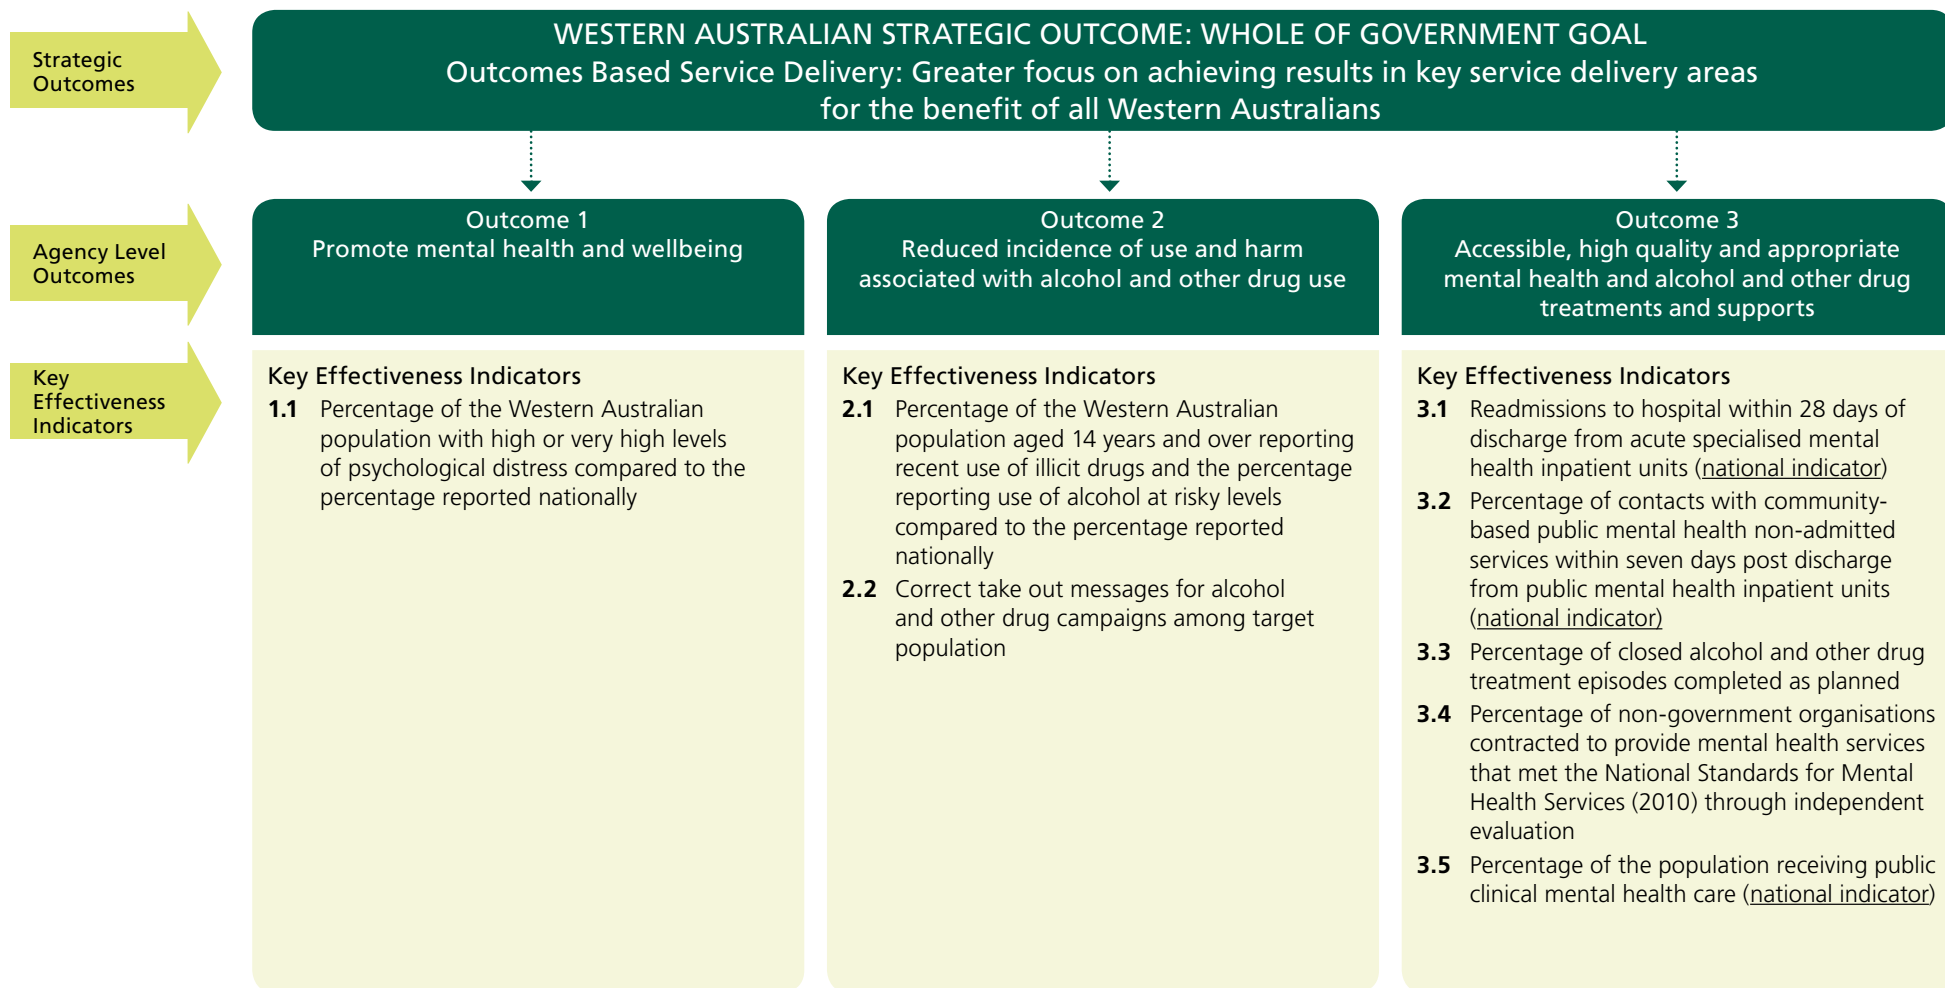 Strategic
Outcomes
WESTERN AUSTRALIAN STRATEGIC OUTCOME: WHOLE OF GOVERNMENT GOAL
Outcomes Based Service Delivery: Greater focus on achieving results in key service delivery areas
for the benefit of all Western Australians
Agency Level
Outcomes
Outcome 1
Promote mental health and wellbeing
Outcome 2
Reduced incidence of use and harm
associated with alcohol and other drug use
Outcome 3
Accessible, high quality and appropriate
mental health and alcohol and other drug
treatments and supports
Key
Effectiveness
Indicators
Key Effectiveness Indicators
1.1 Percentage of the Western Australian
population with high or very high levels
of psychological distress compared to the
percentage reported nationally
Key Effectiveness Indicators
2.1 Percentage of the Western Australian
population aged 14 years and over reporting
recent use of illicit drugs and the percentage
reporting use of alcohol at risky levels
compared to the percentage reported
nationally
2.2 Correct take out messages for alcohol
and other drug campaigns among target
population
Key Effectiveness Indicators
3.1 Readmissions to hospital within 28 days of
discharge from acute specialised mental
health inpatient units (national indicator)
3.2 Percentage of contacts with community-
based public mental health non-admitted
services within seven days post discharge
from public mental health inpatient units
(national indicator)
3.3 Percentage of closed alcohol and other drug
treatment episodes completed as planned
3.4 Percentage of non-government organisations
contracted to provide mental health services
that met the National Standards for Mental
Health Services (2010) through independent
evaluation
3.5 Percentage of the population receiving public
clinical mental health care (national indicator)